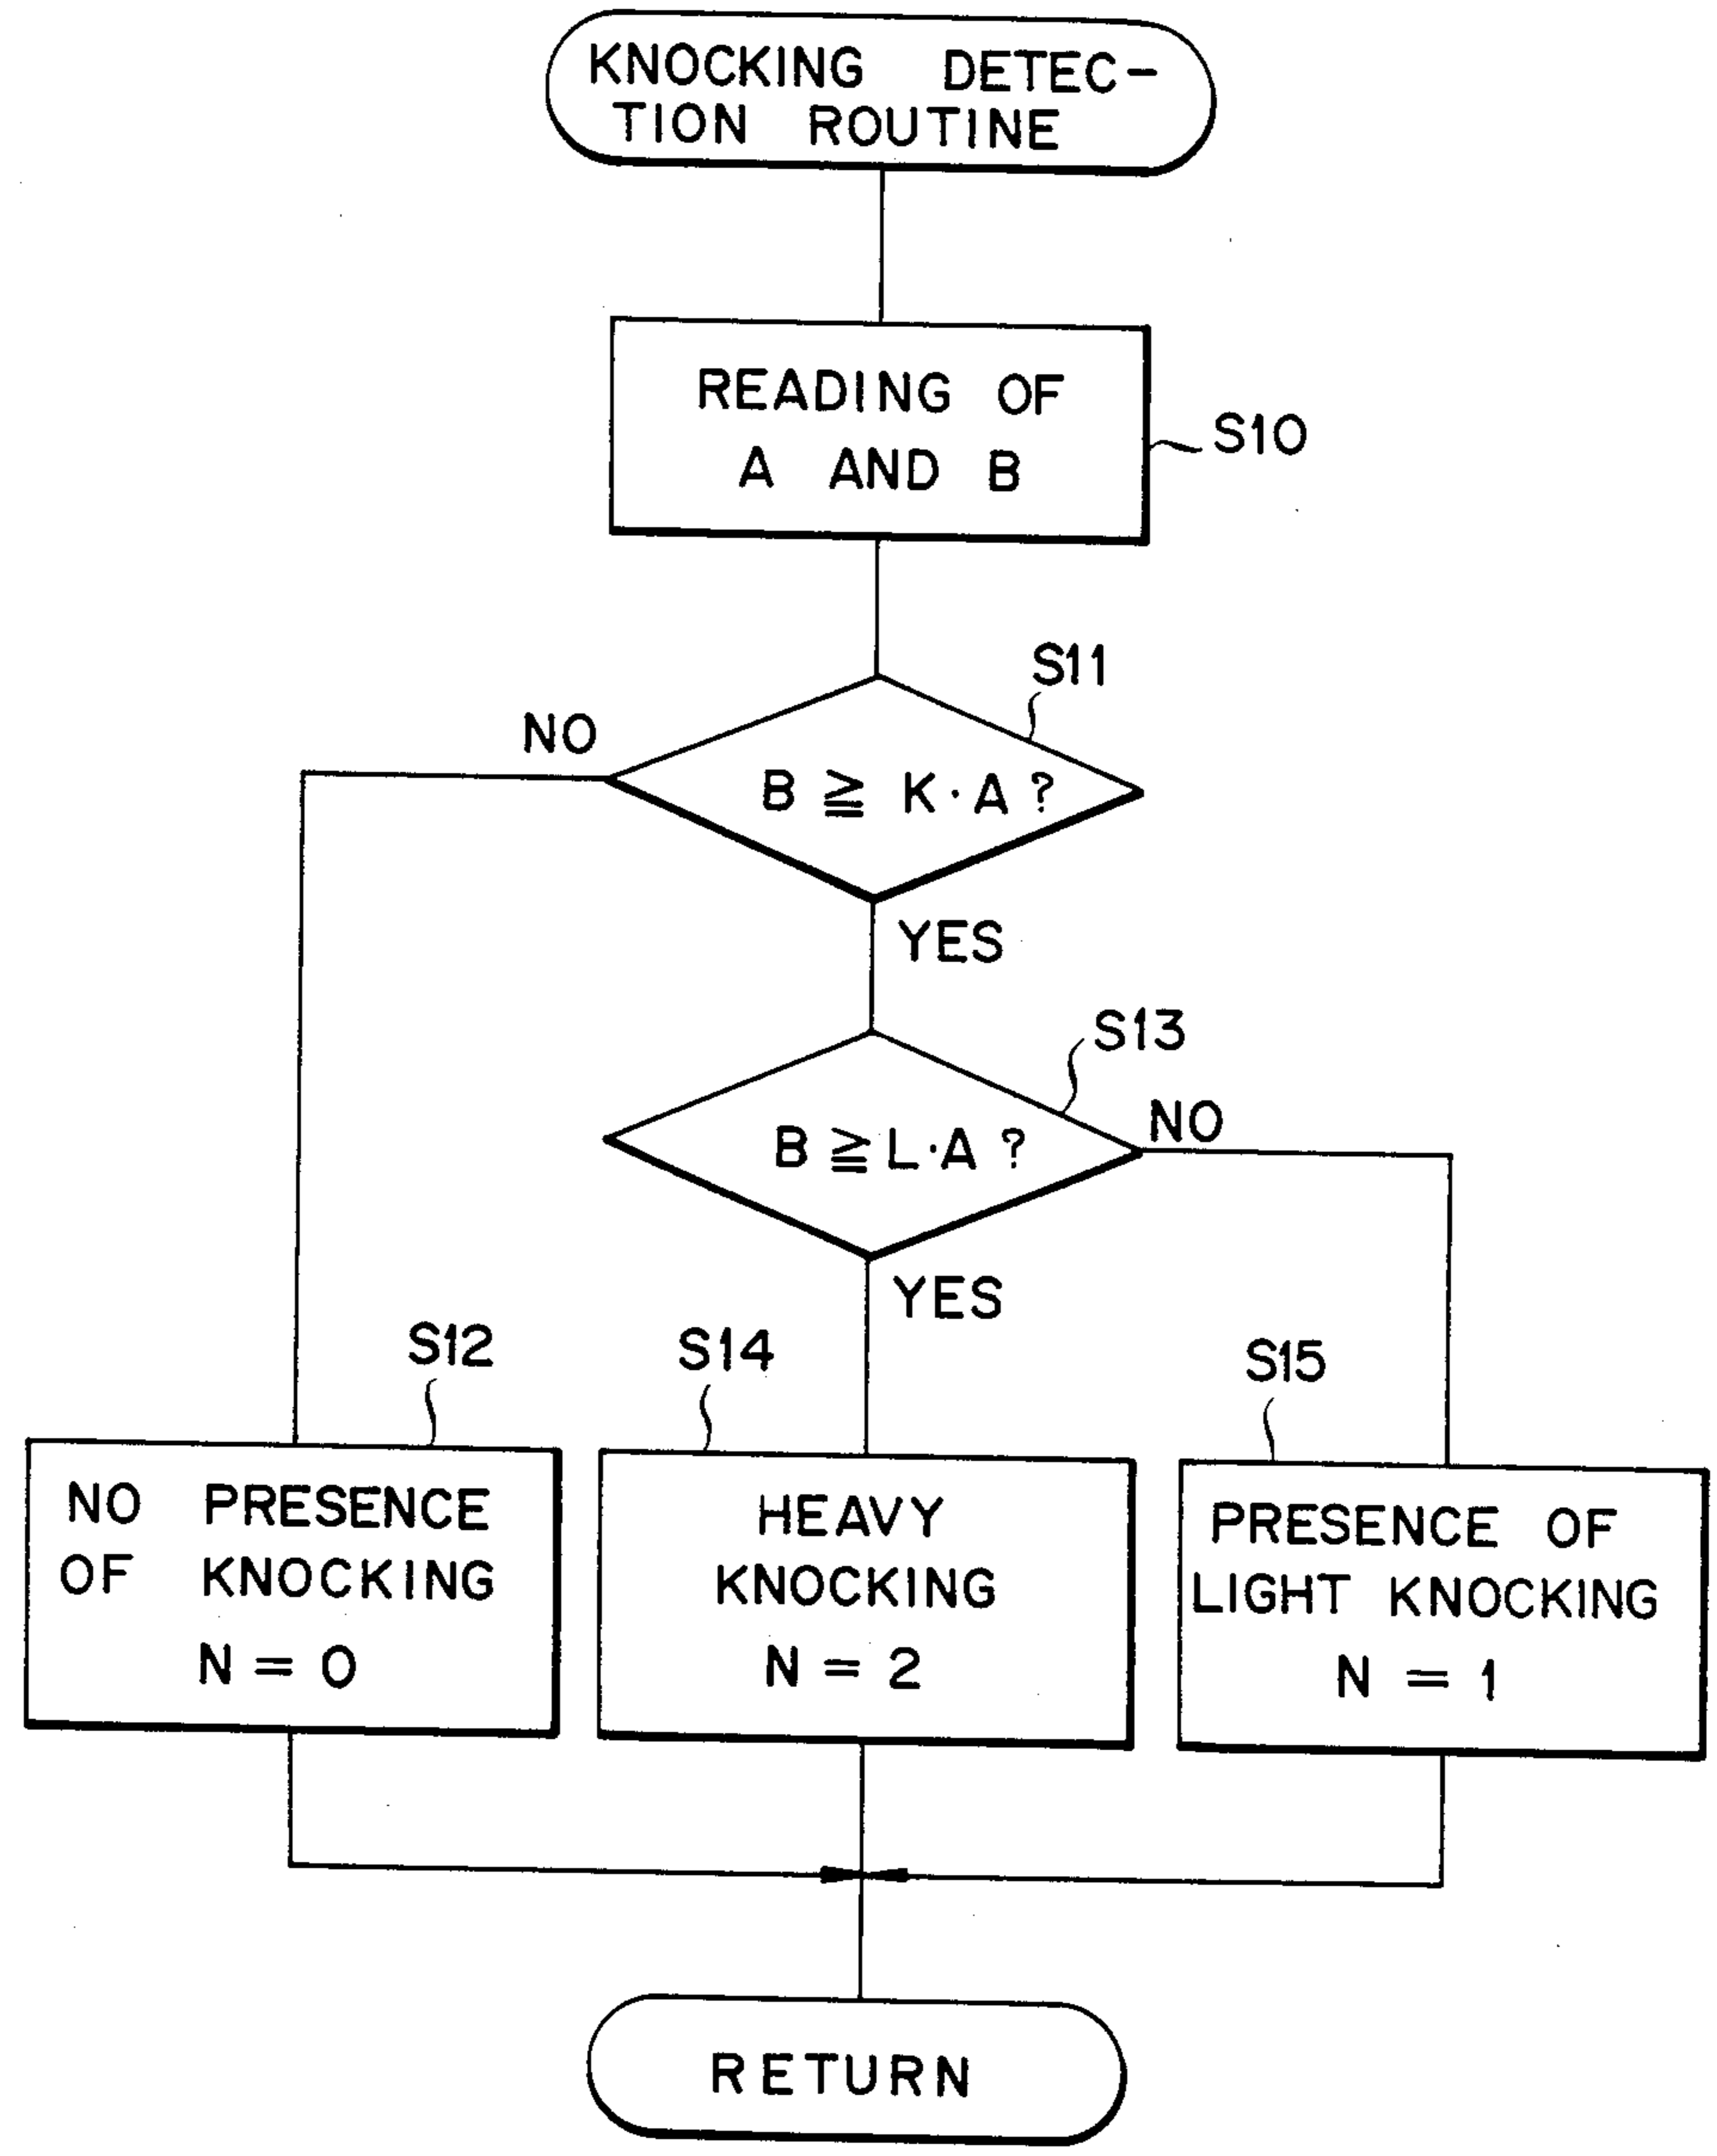 KNOCKING DETEC-
TION ROUTINE
READING OF
A AND B
S10
S11
NO
B ≧ K·A ?
YES
S13
B ≧ L·A ?
NO
YES
S12
S14
S15
NO PRESENCE
OF KNOCKING
N = 0
HEAVY
KNOCKING
N = 2
PRESENCE OF
LIGHT KNOCKING
N = 1
RETURN